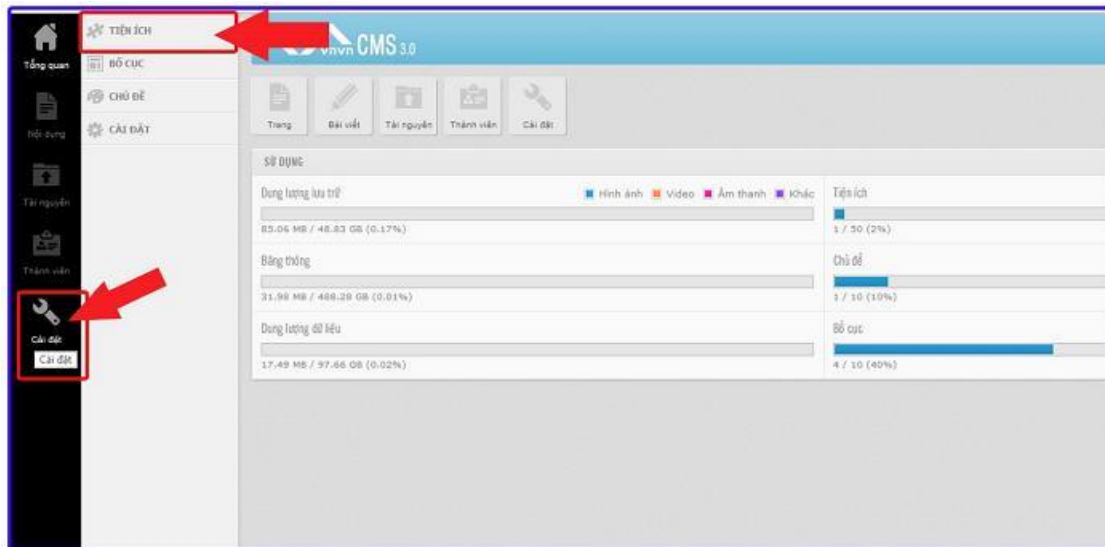 Tổng quan
Nội dung
Tài nguyên
Thành viên
Cài đặt
Cài đặt
TIỆN ÍCH
BỐ CỤC
CHỦ ĐỀ
CÀI ĐẶT
CMS 3.0
Trang
Bài viết
Tài nguyên
Thành viên
Cài đặt
SỬ DỤNG
Dung lượng lưu trữ
Hình ảnh Video Âm thanh Khác
85.06 MB / 48.83 GB (0.17%)
Băng thông
31.98 MB / 488.28 GB (0.01%)
Dung lượng dữ liệu
17.49 MB / 97.66 GB (0.02%)
Tiện ích
1 / 50 (2%)
Chủ đề
1 / 10 (10%)
Bố cục
4 / 10 (40%)